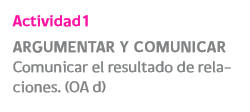 Actividad 1
ARGUMENTAR Y COMUNICAR
Comunicar el resultado de rela-
ciones. (OA d)